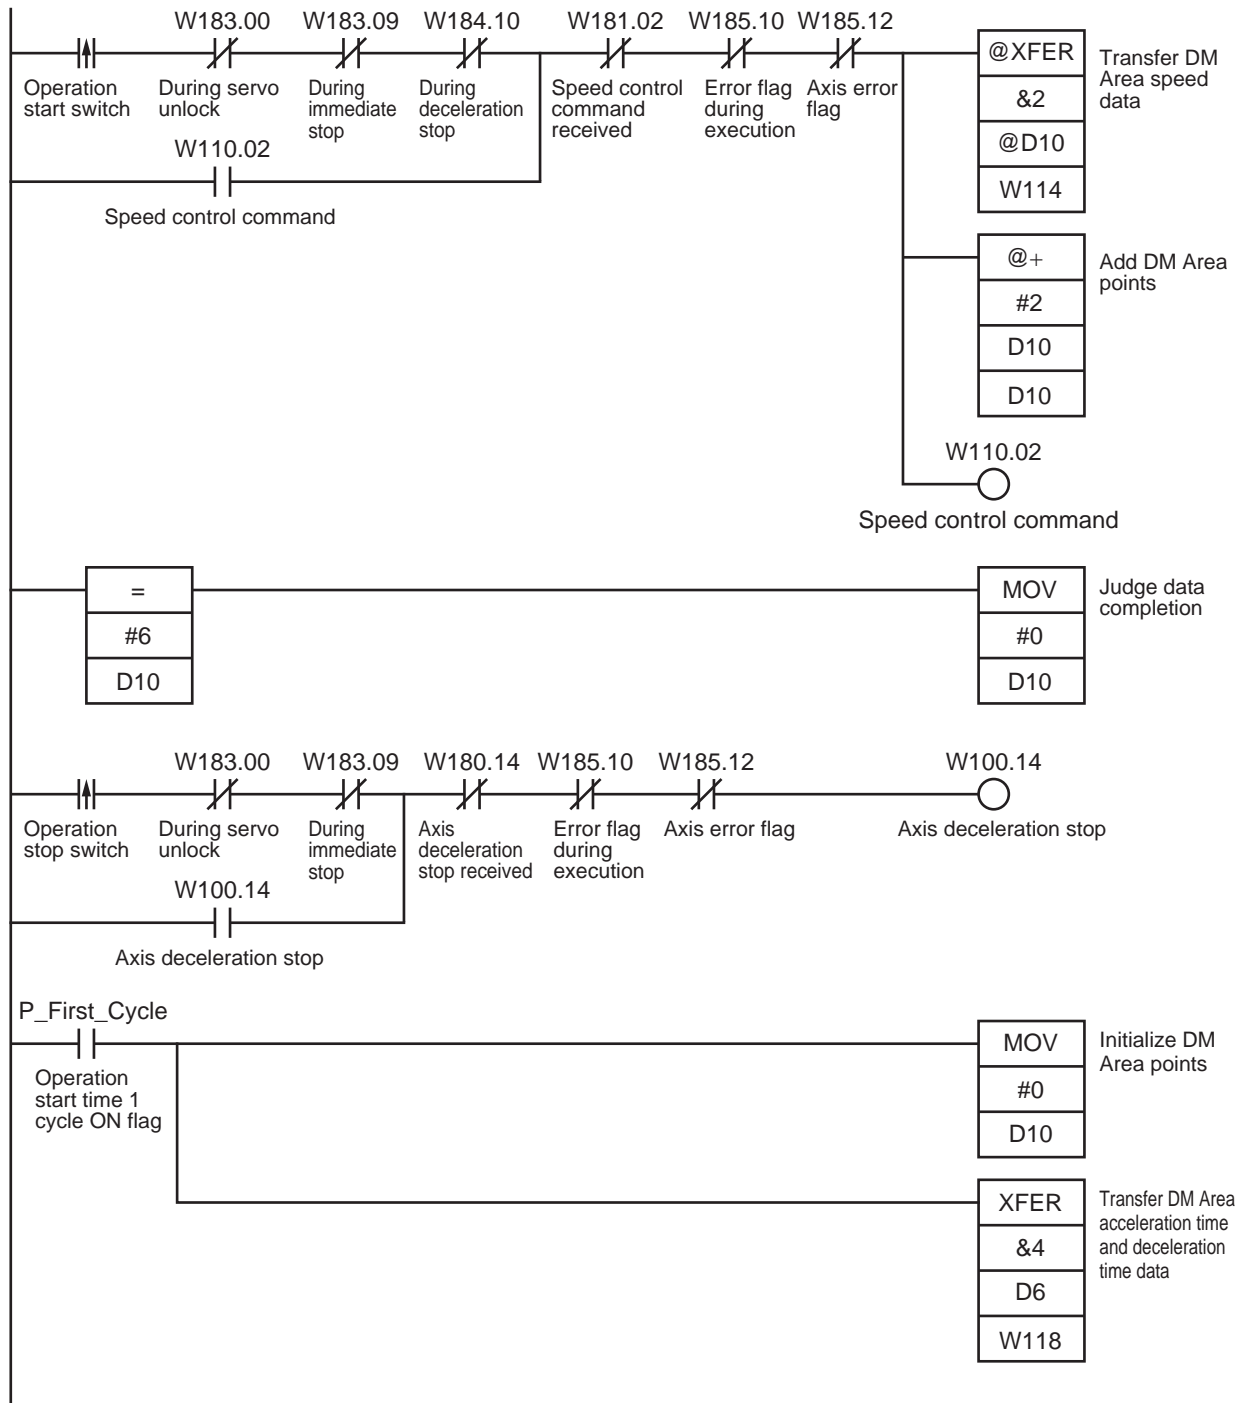 W183.00 W183.09 W184.10 W181.02 W185.10 W185.12
Operation
start switch
During servo
unlock
During
immediate
stop
During
deceleration
stop
Speed control
command
received
Error flag
during
execution
Axis error
flag
@XFER
&2
@D10
W114
Transfer DM
Area speed
data
W110.02
Speed control command
@+
#2
D10
D10
Add DM Area
points
W110.02
Speed control command
=
#6
D10
MOV
#0
D10
Judge data
completion
W183.00 W183.09 W180.14 W185.10 W185.12 W100.14
Operation
stop switch
During servo
unlock
During
immediate
stop
Axis
deceleration
stop received
Error flag
during
execution
Axis error flag
Axis deceleration stop
W100.14
Axis deceleration stop
P_First_Cycle
Operation
start time 1
cycle ON flag
MOV
#0
D10
Initialize DM
Area points
XFER
&4
D6
W118
Transfer DM Area
acceleration time
and deceleration
time data